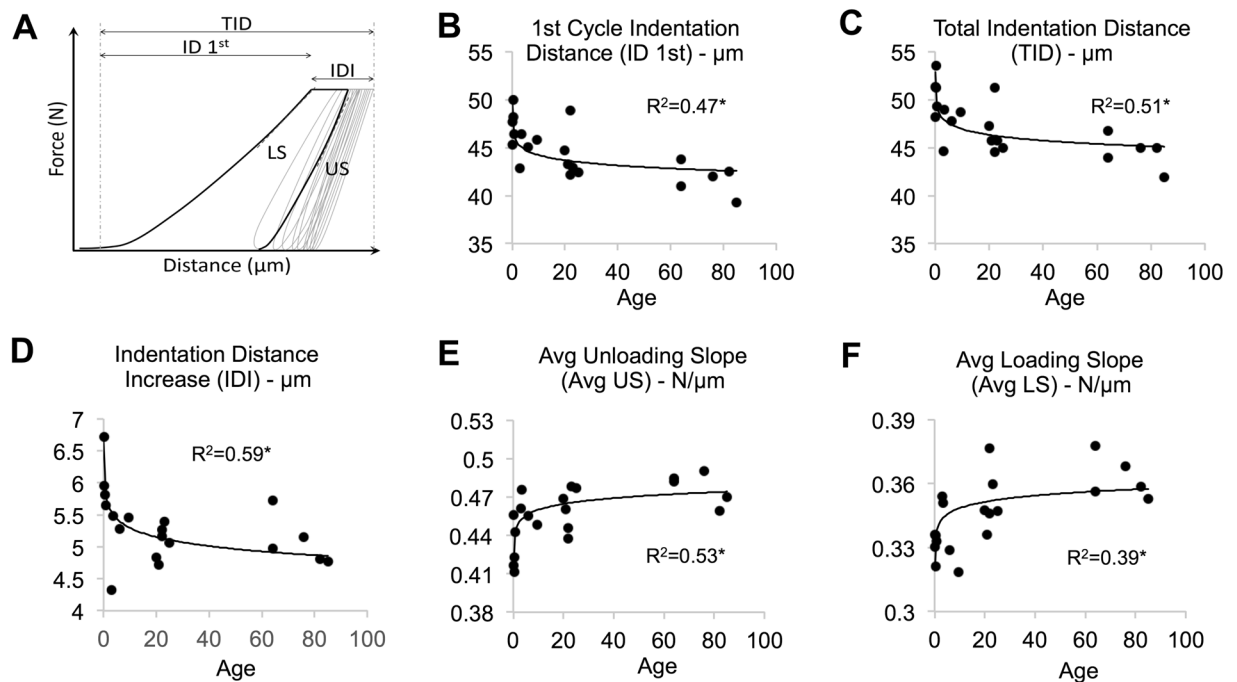 A
TID
ID 1st
IDI
LS
US
Force (N)
Distance (µm)
B
1st Cycle Indentation
Distance (ID 1st) - µm
R²=0.47*
55
50
45
40
35
0 20 40 60 80 100
Age
C
Total Indentation Distance
(TID) - µm
R²=0.51*
55
50
45
40
35
0 20 40 60 80 100
Age
D
Indentation Distance
Increase (IDI) - µm
R²=0.59*
7
6.5
6
5.5
5
4.5
4
0 20 40 60 80 100
Age
E
Avg Unloading Slope
(Avg US) - N/µm
R²=0.53*
0.53
0.5
0.47
0.44
0.41
0.38
0 20 40 60 80 100
Age
F
Avg Loading Slope
(Avg LS) - N/µm
R²=0.39*
0.39
0.36
0.33
0.3
0 20 40 60 80 100
Age